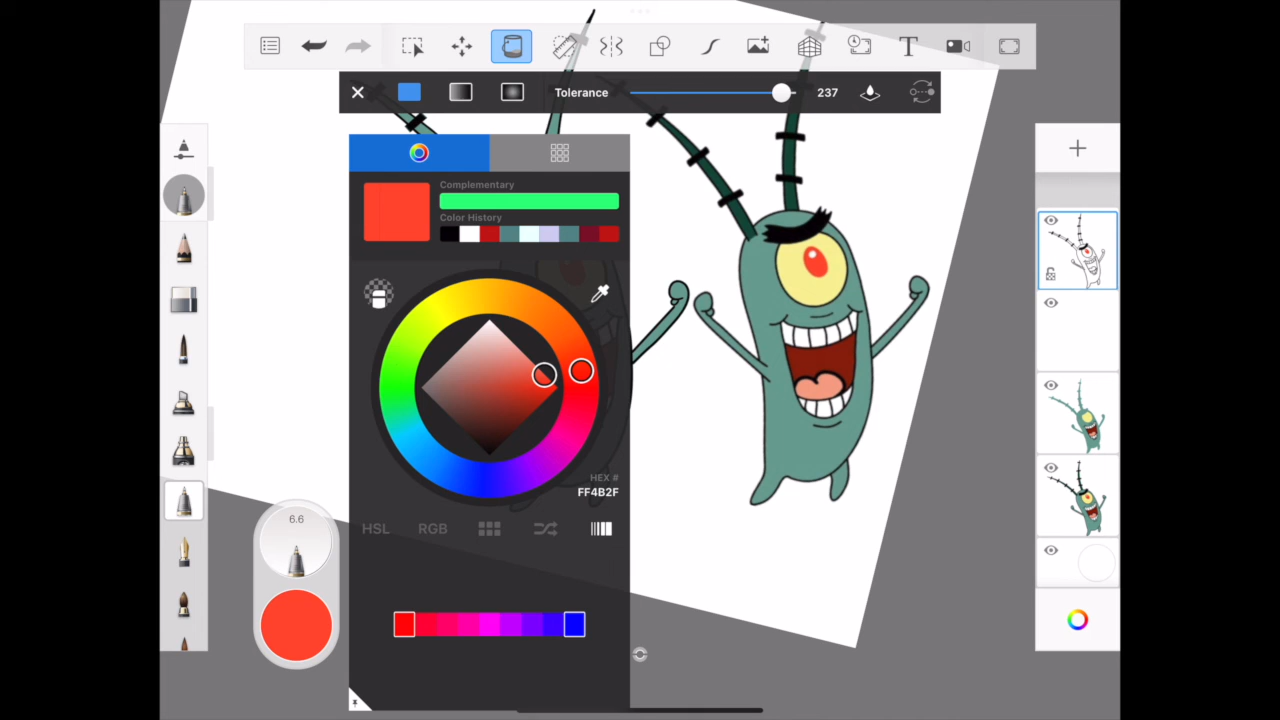 T
Tolerance 237
Complementary
Color History
HEX #
FF4B2F
HSL RGB
6.6